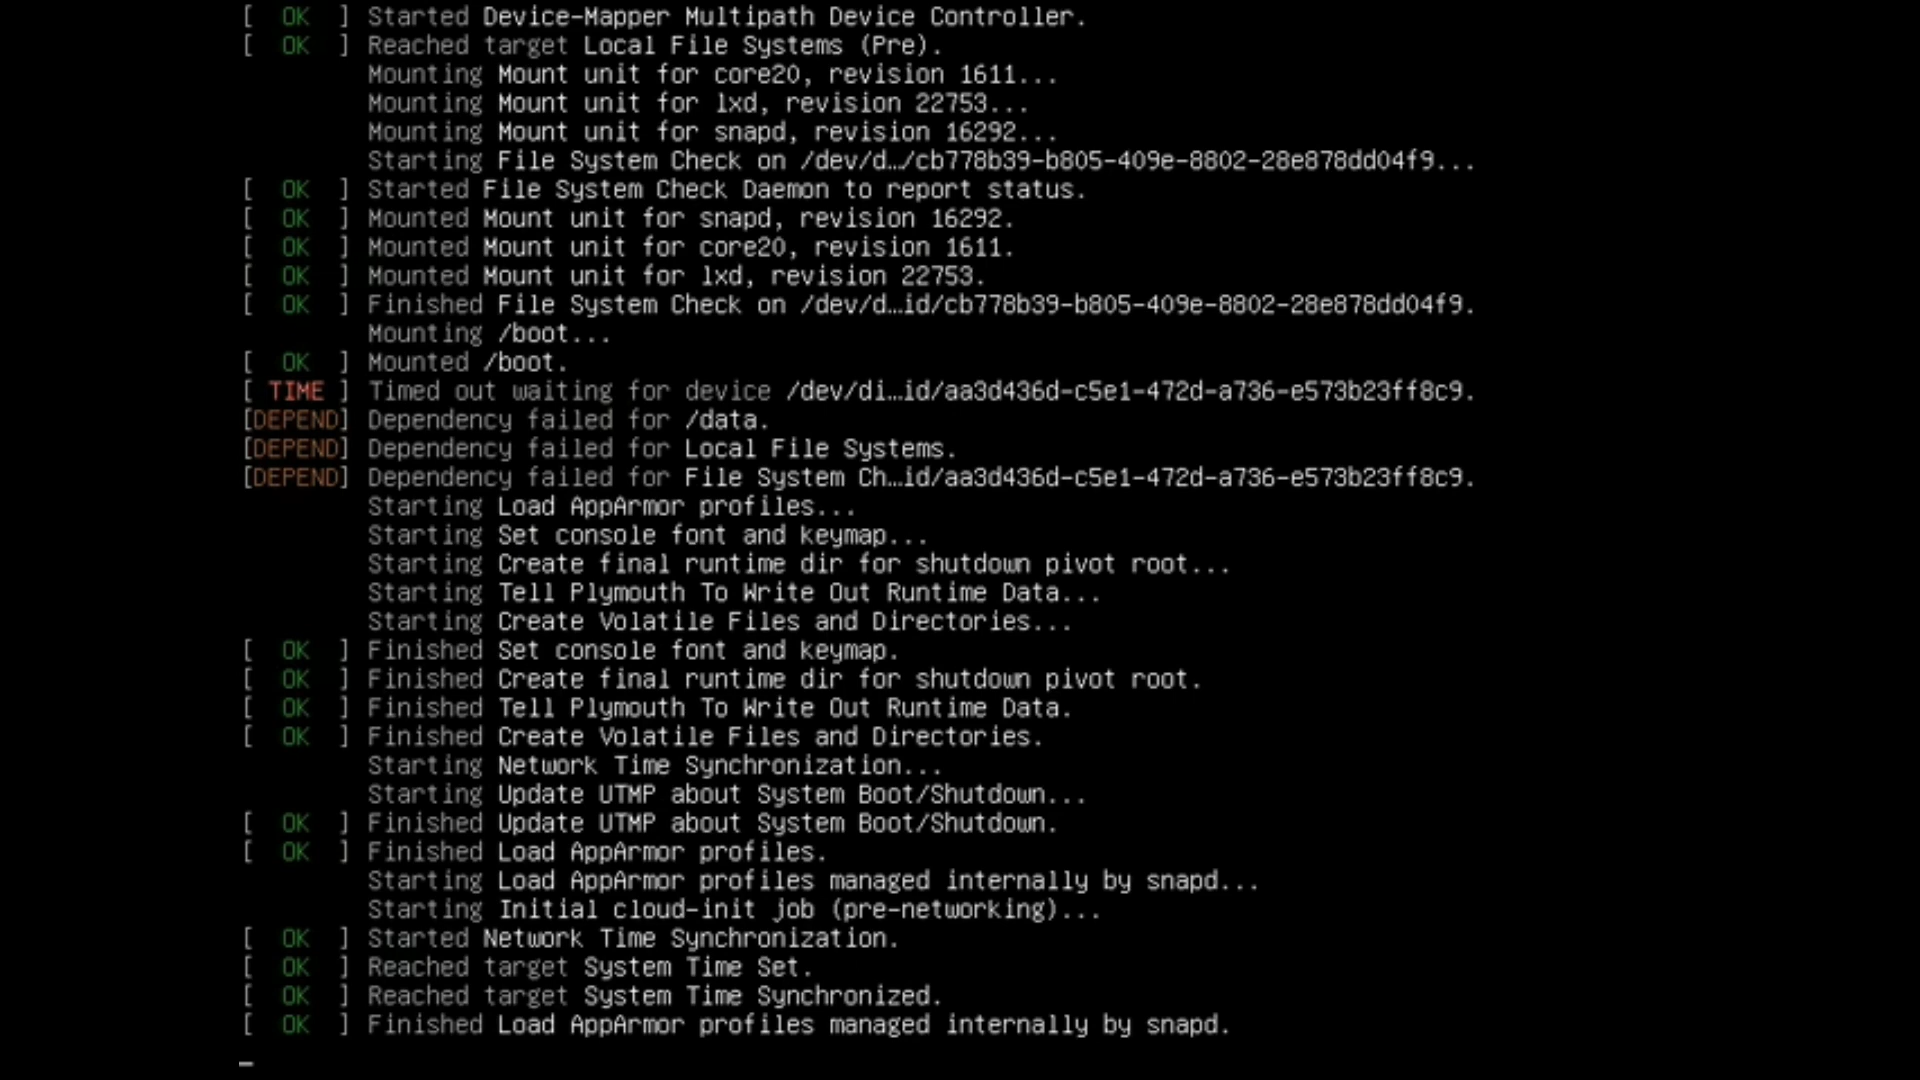 [  OK  ] Started Device-Mapper Multipath Device Controller.
[  OK  ] Reached target Local File Systems (Pre).
Mounting Mount unit for core20, revision 1611...
Mounting Mount unit for lxd, revision 22753...
Mounting Mount unit for snapd, revision 16292...
Starting File System Check on /dev/d…/cb778b39-b805-409e-8802-28e878dd04f9...
[  OK  ] Started File System Check Daemon to report status.
[  OK  ] Mounted Mount unit for snapd, revision 16292.
[  OK  ] Mounted Mount unit for core20, revision 1611.
[  OK  ] Mounted Mount unit for lxd, revision 22753.
[  OK  ] Finished File System Check on /dev/d…id/cb778b39-b805-409e-8802-28e878dd04f9.
Mounting /boot...
[  OK  ] Mounted /boot.
[ TIME ] Timed out waiting for device /dev/di…id/aa3d436d-c5e1-472d-a736-e573b23ff8c9.
[DEPEND] Dependency failed for /data.
[DEPEND] Dependency failed for Local File Systems.
[DEPEND] Dependency failed for File System Ch…id/aa3d436d-c5e1-472d-a736-e573b23ff8c9.
Starting Load AppArmor profiles...
Starting Set console font and keymap...
Starting Create final runtime dir for shutdown pivot root...
Starting Tell Plymouth To Write Out Runtime Data...
Starting Create Volatile Files and Directories...
[  OK  ] Finished Set console font and keymap.
[  OK  ] Finished Create final runtime dir for shutdown pivot root.
[  OK  ] Finished Tell Plymouth To Write Out Runtime Data.
[  OK  ] Finished Create Volatile Files and Directories.
Starting Network Time Synchronization...
Starting Update UTMP about System Boot/Shutdown...
[  OK  ] Finished Update UTMP about System Boot/Shutdown.
[  OK  ] Finished Load AppArmor profiles.
Starting Load AppArmor profiles managed internally by snapd...
Starting Initial cloud-init job (pre-networking)...
[  OK  ] Started Network Time Synchronization.
[  OK  ] Reached target System Time Set.
[  OK  ] Reached target System Time Synchronized.
[  OK  ] Finished Load AppArmor profiles managed internally by snapd.